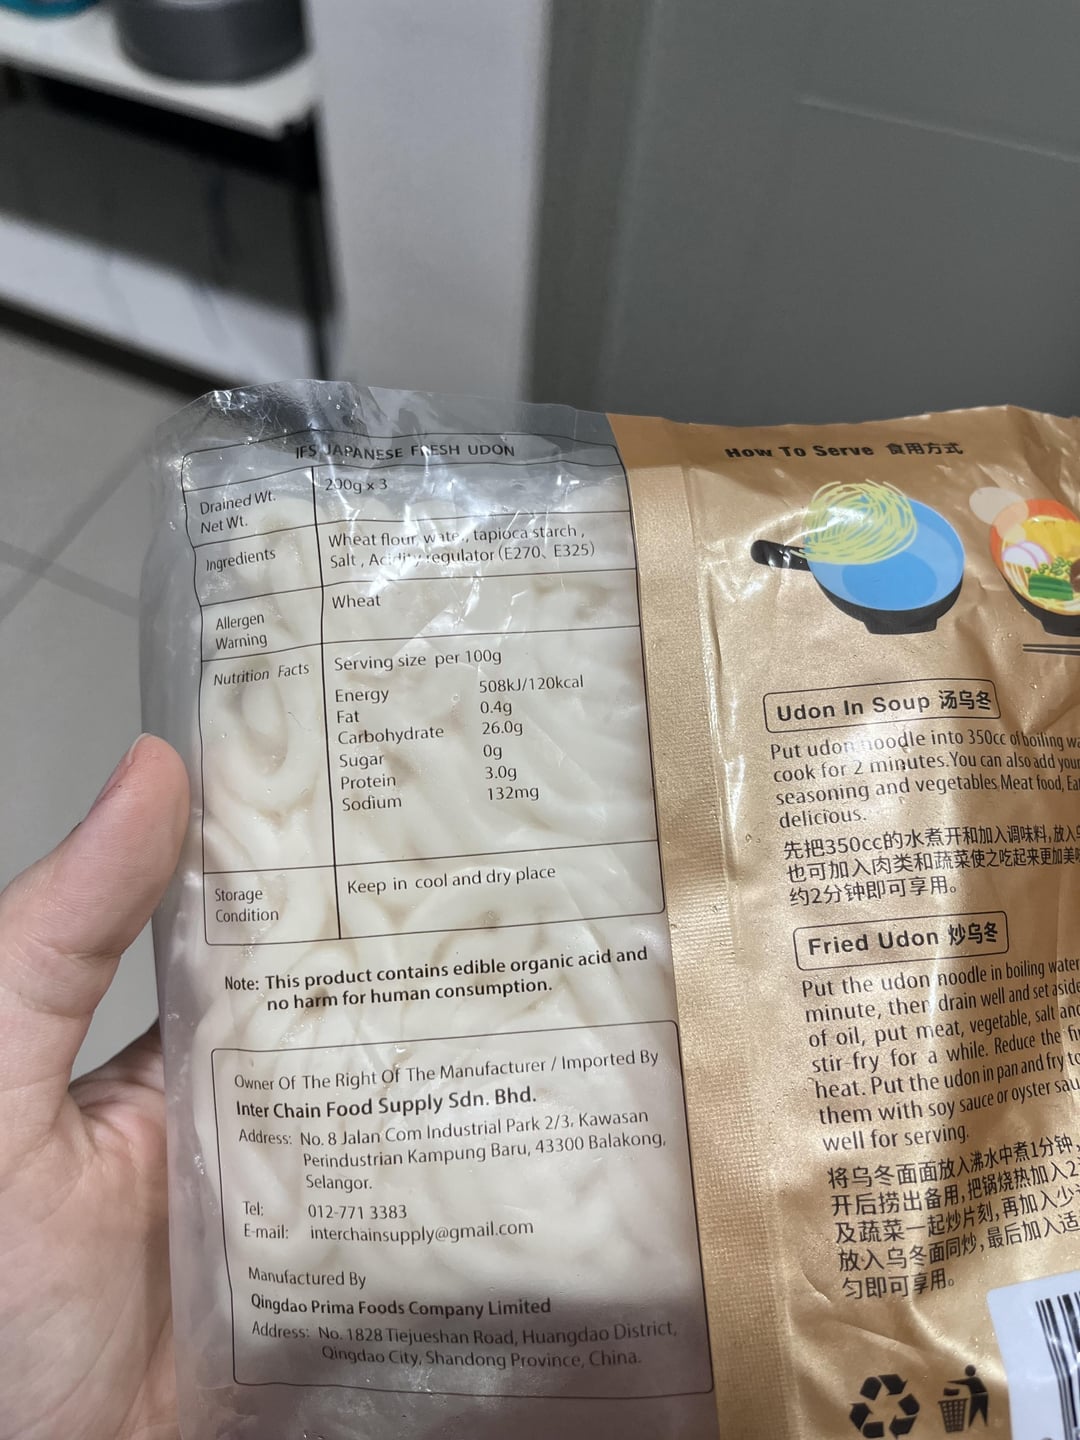 IFS JAPANESE FRESH UDON
Drained Wt.
Net Wt.
200g x 3
Ingredients
Wheat flour, water, tapioca starch ,
Salt , Acidity regulator (E270、E325)
Allergen
Warning
Wheat
Nutrition Facts
Serving size per 100g
Energy 508kJ/120kcal
Fat 0.4g
Carbohydrate 26.0g
Sugar 0g
Protein 3.0g
Sodium 132mg
Storage
Condition
Keep in cool and dry place
Note: This product contains edible organic acid and
no harm for human consumption.
Owner Of The Right Of The Manufacturer / Imported By
Inter Chain Food Supply Sdn. Bhd.
Address: No. 8 Jalan Com Industrial Park 2/3, Kawasan
Perindustrian Kampung Baru, 43300 Balakong,
Selangor.
Tel: 012-771 3383
E-mail: interchainsupply@gmail.com
Manufactured By
Qingdao Prima Foods Company Limited
Address: No. 1828 Tiejueshan Road, Huangdao District,
Qingdao City, Shandong Province, China.
How To Serve 食用方式
Udon In Soup 汤乌冬
Put udon noodle into 350cc of boiling
cook for 2 minutes.You can also add your
seasoning and vegetables Meat food,
delicious.
先把350cc的水煮开和加入调味料,放入
也可加入肉类和蔬菜使之吃起来更加美
约2分钟即可享用。
Fried Udon 炒乌冬
Put the udon noodle in boiling water
minute, then drain well and set aside
of oil, put meat, vegetable, salt and
stir-fry for a while. Reduce the
heat. Put the udon in pan and fry
them with soy sauce or oyster
well for serving.
将乌冬面面放入沸水中煮1分钟,
开后捞出备用,把锅烧热加入2
及蔬菜一起炒片刻,再加入少
放入乌冬面同炒,最后加入适
匀即可享用。